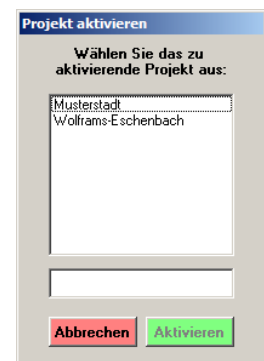 Projekt aktivieren
Wählen Sie das zu
aktivierende Projekt aus:
Musterstadt
Wolframs-Eschenbach
Abbrechen Aktivieren